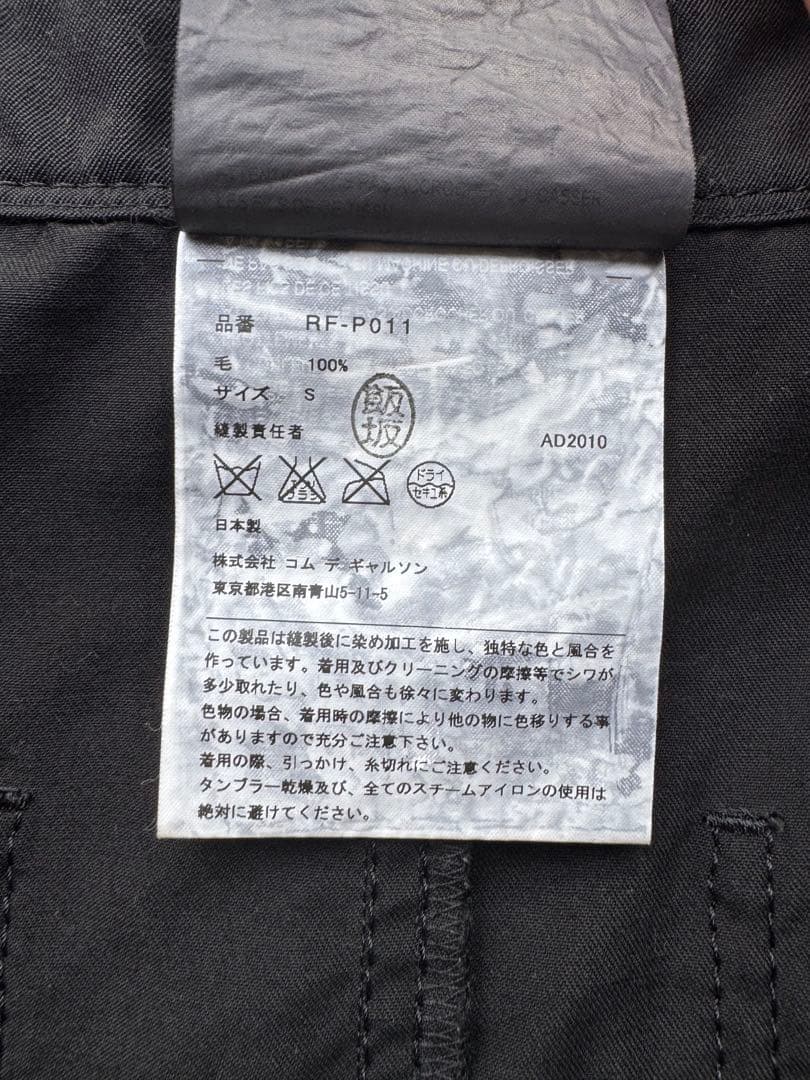 品番 RF-P011
毛 100%
サイズ S
縫製責任者 飯坂
AD2010
ドライ
セキユ系
日本製
株式会社 コム デ ギャルソン
東京都港区南青山5-11-5
この製品は縫製後に染め加工を施し、独特な色と風合を
作っています。着用及びクリーニングの摩擦等でシワが
多少取れたり、色や風合も徐々に変わります。
色物の場合、着用時の摩擦により他の物に色移りする事
がありますので充分ご注意下さい。
着用の際、引っかけ、糸切れにご注意ください。
タンブラー乾燥及び、全てのスチームアイロンの使用は
絶対に避けてください。